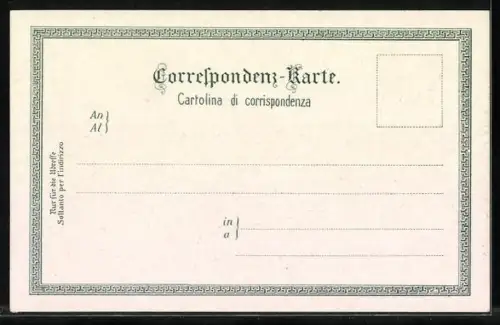 Correſpondenz-Karte.
Cartolina di corrispondenza
An
Al
in
a
Nur für die Adreſſe
Soltanto per l'indirizzo